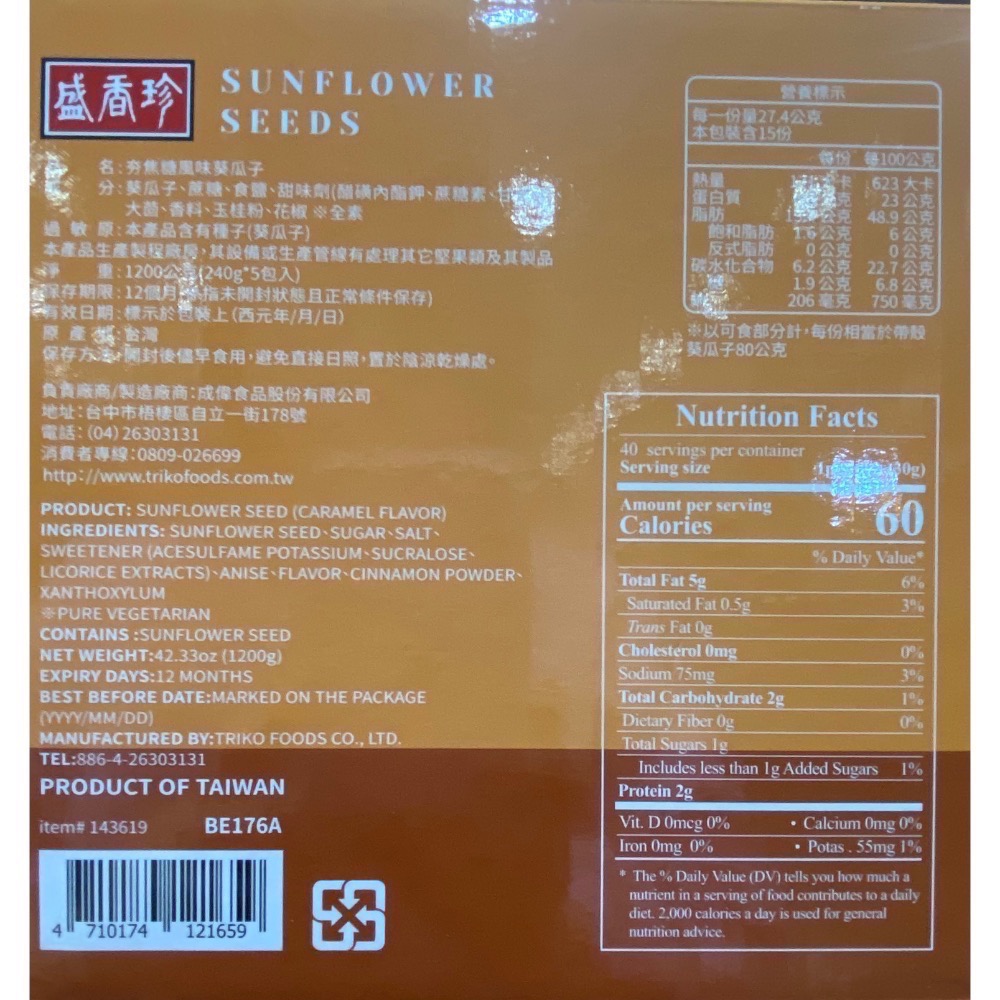 盛香珍
SUNFLOWER
SEEDS
名：夯焦糖風味葵瓜子
分：葵瓜子、蔗糖、食鹽、甜味劑(醋磺內酯鉀、蔗糖素、甘
大茴、香料、玉桂粉、花椒 ※全素
過敏原：本產品含有種子(葵瓜子)
本產品生產製程廠房，其設備或生產管線有處理其它堅果類及其製品
淨 重：1200公克(240g*5包入)
保存期限：12個月 指未開封狀態且正常條件保存)
有效日期：標示於包裝上(西元年/月/日)
原產 ：台灣
保存方法：開封後儘早食用，避免直接日照，置於陰涼乾燥處。
負責廠商/製造廠商：成偉食品股份有限公司
地址：台中市梧棲區自立一街178號
電話：(04)26303131
消費者專線：0809-026699
http://www.trikofoods.com.tw
PRODUCT: SUNFLOWER SEED (CARAMEL FLAVOR)
INGREDIENTS: SUNFLOWER SEED、SUGAR、SALT、
SWEETENER (ACESULFAME POTASSIUM、SUCRALOSE、
LICORICE EXTRACTS)、ANISE、FLAVOR、CINNAMON POWDER、
XANTHOXYLUM
※PURE VEGETARIAN
CONTAINS :SUNFLOWER SEED
NET WEIGHT:42.33oz (1200g)
EXPIRY DAYS:12 MONTHS
BEST BEFORE DATE:MARKED ON THE PACKAGE
(YYYY/MM/DD)
MANUFACTURED BY:TRIKO FOODS CO., LTD.
TEL:886-4-26303131
PRODUCT OF TAIWAN
item# 143619 BE176A
4 710174 121659
營養標示
每一份量27.4公克
本包裝含15份
每份 每100公克
熱量 大卡 623 大卡
蛋白質 公克 23 公克
脂肪 公克 48.9 公克
飽和脂肪 1.6 公克 6 公克
反式脂肪 0 公克 0 公克
碳水化合物 6.2 公克 22.7 公克
糖 1.9 公克 6.8 公克
鈉 206 毫克 750 毫克
※以可食部分計，每份相當於帶殼
葵瓜子80公克
Nutrition Facts
40 servings per container
Serving size (30g)
Amount per serving
Calories 60
% Daily Value*
Total Fat 5g 6%
Saturated Fat 0.5g 3%
Trans Fat 0g
Cholesterol 0mg 0%
Sodium 75mg 3%
Total Carbohydrate 2g 1%
Dietary Fiber 0g 0%
Total Sugars 1g
Includes less than 1g Added Sugars 1%
Protein 2g
Vit. D 0mcg 0% • Calcium 0mg 0%
Iron 0mg 0% • Potas . 55mg 1%
* The % Daily Value (DV) tells you how much a
nutrient in a serving of food contributes to a daily
diet. 2,000 calories a day is used for general
nutrition advice.